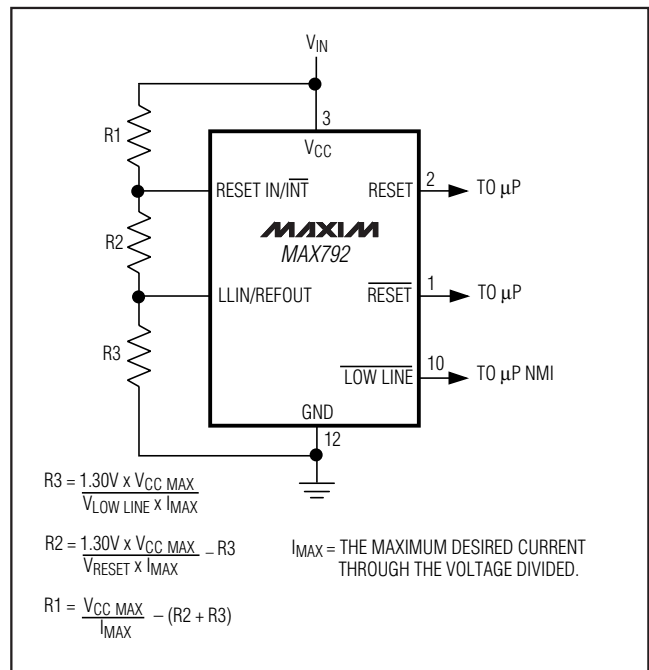 VIN
3
VCC
R1
RESET IN/INT
RESET
2
TO µP
MAXIM
MAX792
R2
LLIN/REFOUT
RESET
1
TO µP
R3
LOW LINE
10
TO µP NMI
GND
12
R3 = 1.30V x VCC MAX
VLOW LINE x IMAX
R2 = 1.30V x VCC MAX – R3
VRESET x IMAX
IMAX = THE MAXIMUM DESIRED CURRENT
THROUGH THE VOLTAGE DIVIDED.
R1 = VCC MAX – (R2 + R3)
IMAX